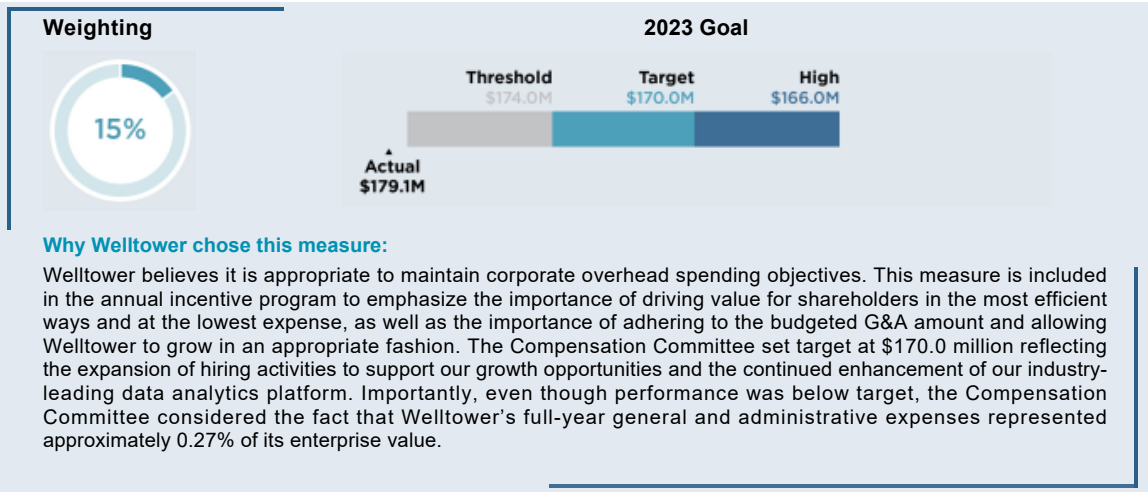 Weighting
2023 Goal
15%
Threshold
Target
High
$174.0M
$170.0M
$166.0M
Actual
$179.1M
Why Welltower chose this measure:
Welltower believes it is appropriate to maintain corporate overhead spending objectives. This measure is included
in the annual incentive program to emphasize the importance of driving value for shareholders in the most efficient
ways and at the lowest expense, as well as the importance of adhering to the budgeted G&A amount and allowing
Welltower to grow in an appropriate fashion. The Compensation Committee set target at $170.0 million reflecting
the expansion of hiring activities to support our growth opportunities and the continued enhancement of our industry-
leading data analytics platform. Importantly, even though performance was below target, the Compensation
Committee considered the fact that Welltower’s full-year general and administrative expenses represented
approximately 0.27% of its enterprise value.